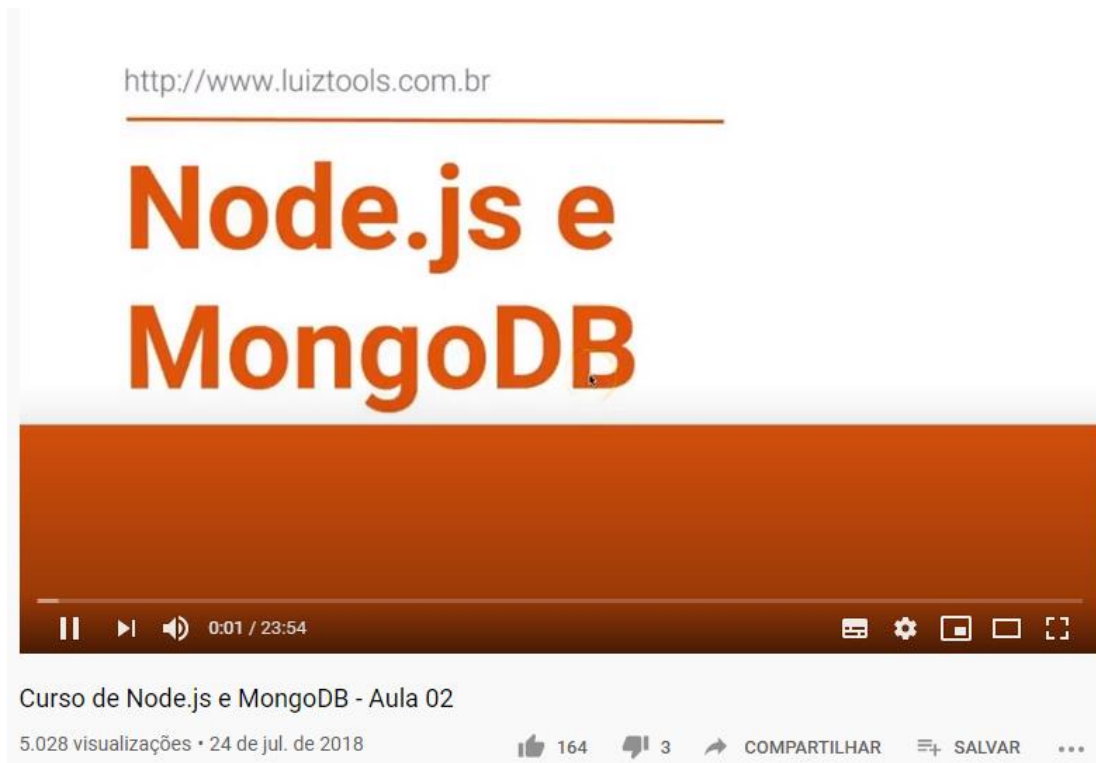 http://www.luiztools.com.br
Node.js e
MongoDB
0:01 / 23:54
Curso de Node.js e MongoDB - Aula 02
5.028 visualizações • 24 de jul. de 2018 164 3 COMPARTILHAR SALVAR